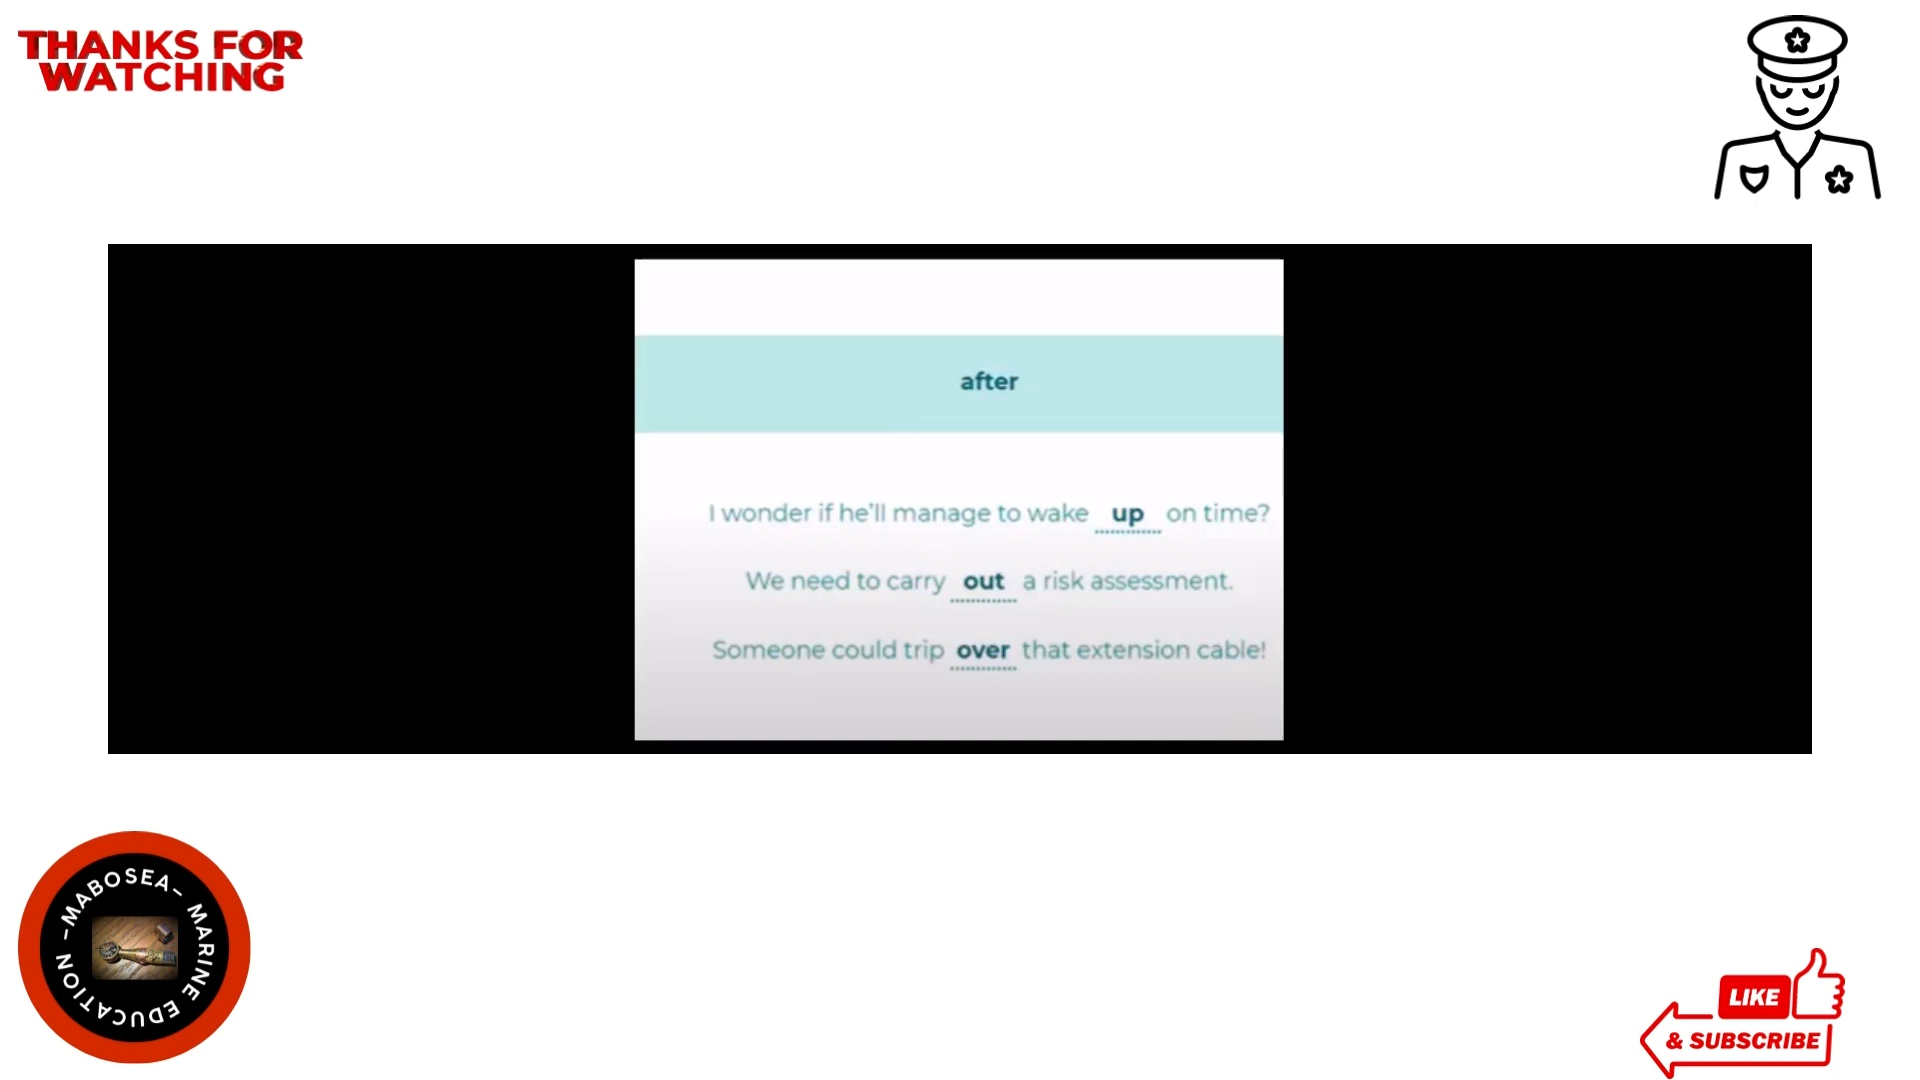 THANKS FOR
WATCHING
after
I wonder if he'll manage to wake up on time?
We need to carry out a risk assessment.
Someone could trip over that extension cable!
-MABOSEA- MARINE EDUCATION
LIKE
& SUBSCRIBE